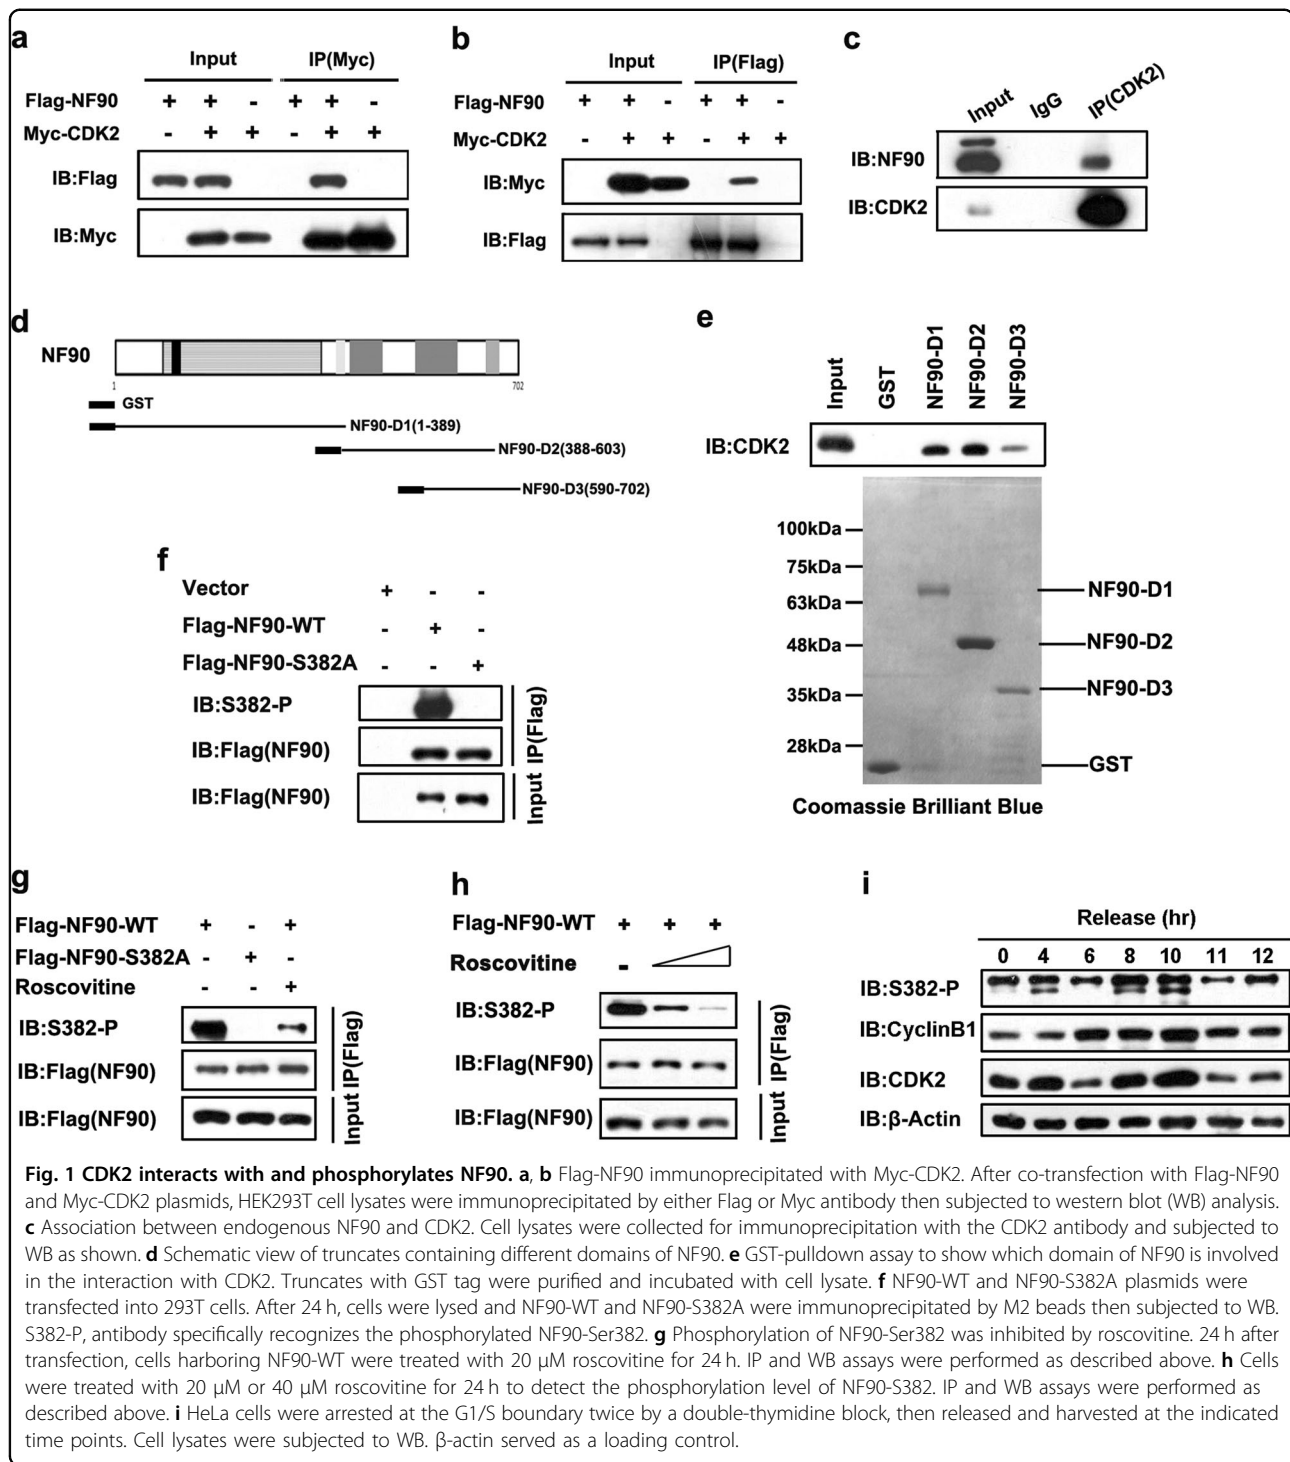 a
Input IP(Myc)
Flag-NF90 + + - + + -
Myc-CDK2 - + + - + +
IB:Flag
IB:Myc
b
Input IP(Flag)
Flag-NF90 + + - + + -
Myc-CDK2 - + + - + +
IB:Myc
IB:Flag
c
Input IgG IP(CDK2)
IB:NF90
IB:CDK2
d
NF90
1 702
GST
NF90-D1(1-389)
NF90-D2(388-603)
NF90-D3(590-702)
e
Input GST NF90-D1 NF90-D2 NF90-D3
IB:CDK2
100kDa
75kDa
63kDa
48kDa
35kDa
28kDa
NF90-D1
NF90-D2
NF90-D3
GST
Coomassie Brilliant Blue
f
Vector + - -
Flag-NF90-WT - + -
Flag-NF90-S382A - - +
IB:S382-P
IB:Flag(NF90)
IB:Flag(NF90)
IP(Flag)
Input
g
Flag-NF90-WT + - +
Flag-NF90-S382A - + -
Roscovitine - - +
IB:S382-P
IB:Flag(NF90)
IB:Flag(NF90)
IP(Flag)
Input
h
Flag-NF90-WT + + +
Roscovitine -
IB:S382-P
IB:Flag(NF90)
IB:Flag(NF90)
IP(Flag)
Input
i
Release (hr)
0 4 6 8 10 11 12
IB:S382-P
IB:CyclinB1
IB:CDK2
IB:β-Actin
Fig. 1 CDK2 interacts with and phosphorylates NF90. a, b Flag-NF90 immunoprecipitated with Myc-CDK2. After co-transfection with Flag-NF90
and Myc-CDK2 plasmids, HEK293T cell lysates were immunoprecipitated by either Flag or Myc antibody then subjected to western blot (WB) analysis.
c Association between endogenous NF90 and CDK2. Cell lysates were collected for immunoprecipitation with the CDK2 antibody and subjected to
WB as shown. d Schematic view of truncates containing different domains of NF90. e GST-pulldown assay to show which domain of NF90 is involved
in the interaction with CDK2. Truncates with GST tag were purified and incubated with cell lysate. f NF90-WT and NF90-S382A plasmids were
transfected into 293T cells. After 24 h, cells were lysed and NF90-WT and NF90-S382A were immunoprecipitated by M2 beads then subjected to WB.
S382-P, antibody specifically recognizes the phosphorylated NF90-Ser382. g Phosphorylation of NF90-Ser382 was inhibited by roscovitine. 24 h after
transfection, cells harboring NF90-WT were treated with 20 μM roscovitine for 24 h. IP and WB assays were performed as described above. h Cells
were treated with 20 μM or 40 μM roscovitine for 24 h to detect the phosphorylation level of NF90-S382. IP and WB assays were performed as
described above. i HeLa cells were arrested at the G1/S boundary twice by a double-thymidine block, then released and harvested at the indicated
time points. Cell lysates were subjected to WB. β-actin served as a loading control.